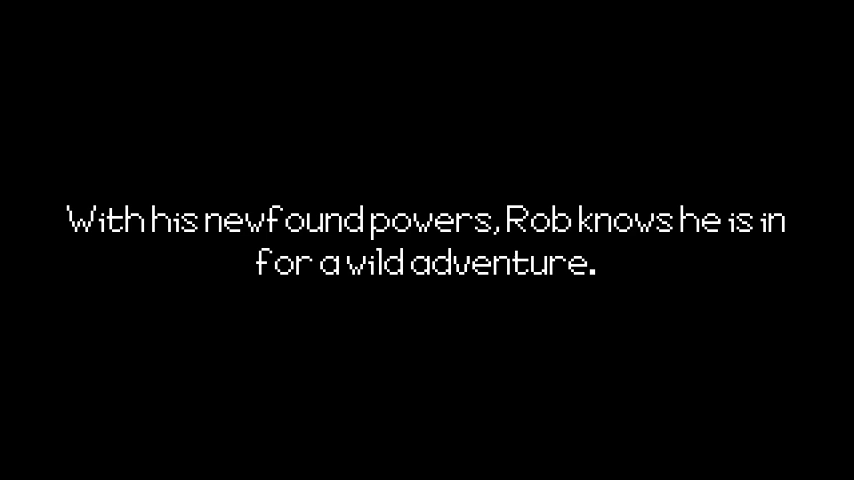 With his newfound powers, Rob knows he is in
for a wild adventure.